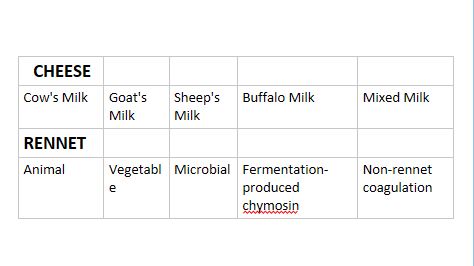 CHEESE
Cow's Milk Goat's Milk Sheep's Milk Buffalo Milk Mixed Milk
RENNET
Animal Vegetable Microbial Fermentation-produced chymosin Non-rennet coagulation